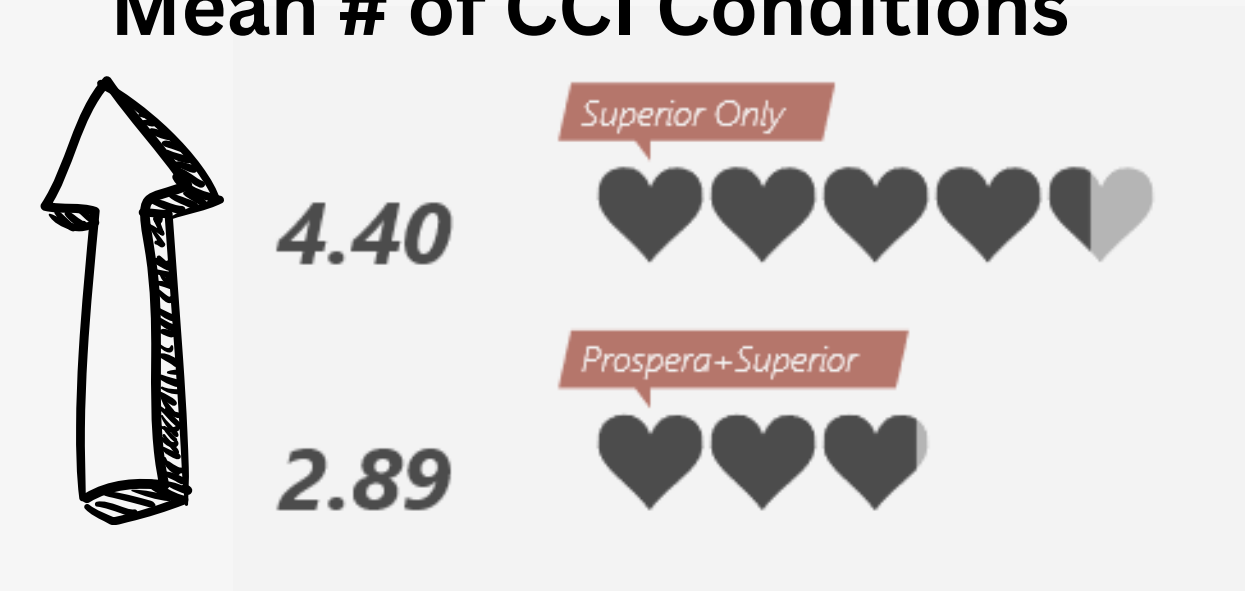 Mean # of CCI Conditions
Superior Only
4.40
Prospera+Superior
2.89